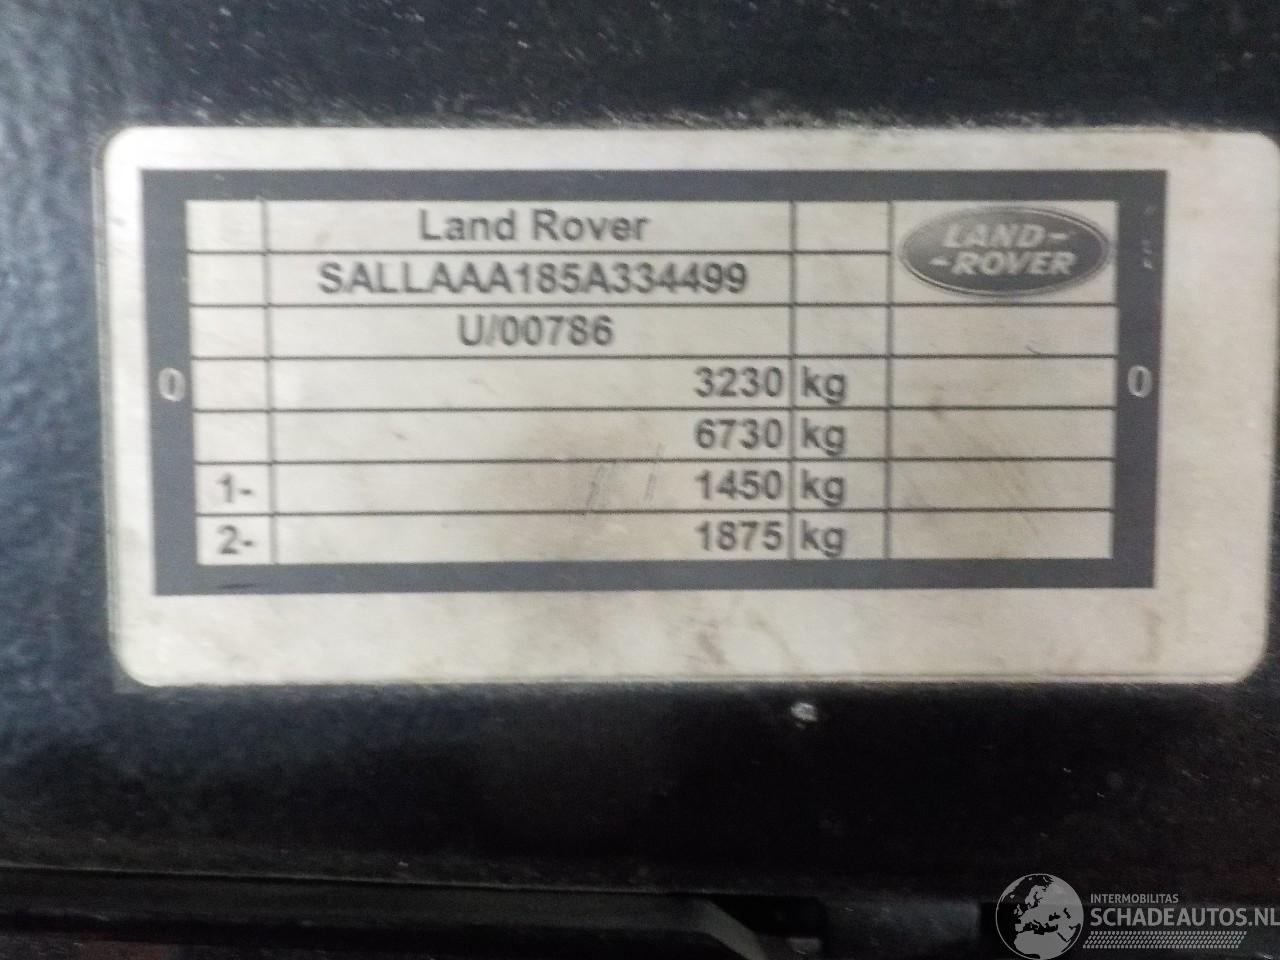 Land Rover
LAND-
-ROVER
SALLAAA185A334499
U/00786
0
3230 kg
0
6730 kg
1- 1450 kg
2- 1875 kg
INTERMOBILITAS
SCHADEAUTOS.NL